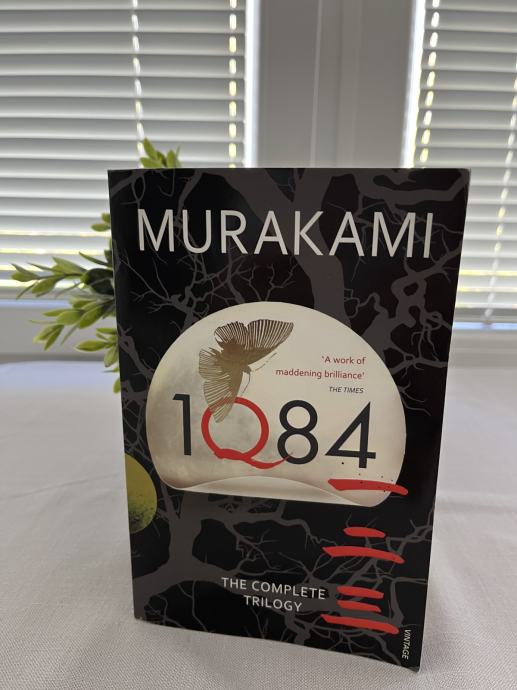 MURAKAMI
'A work of
maddening brilliance'
THE TIMES
1Q84
THE COMPLETE
TRILOGY
VINTAGE